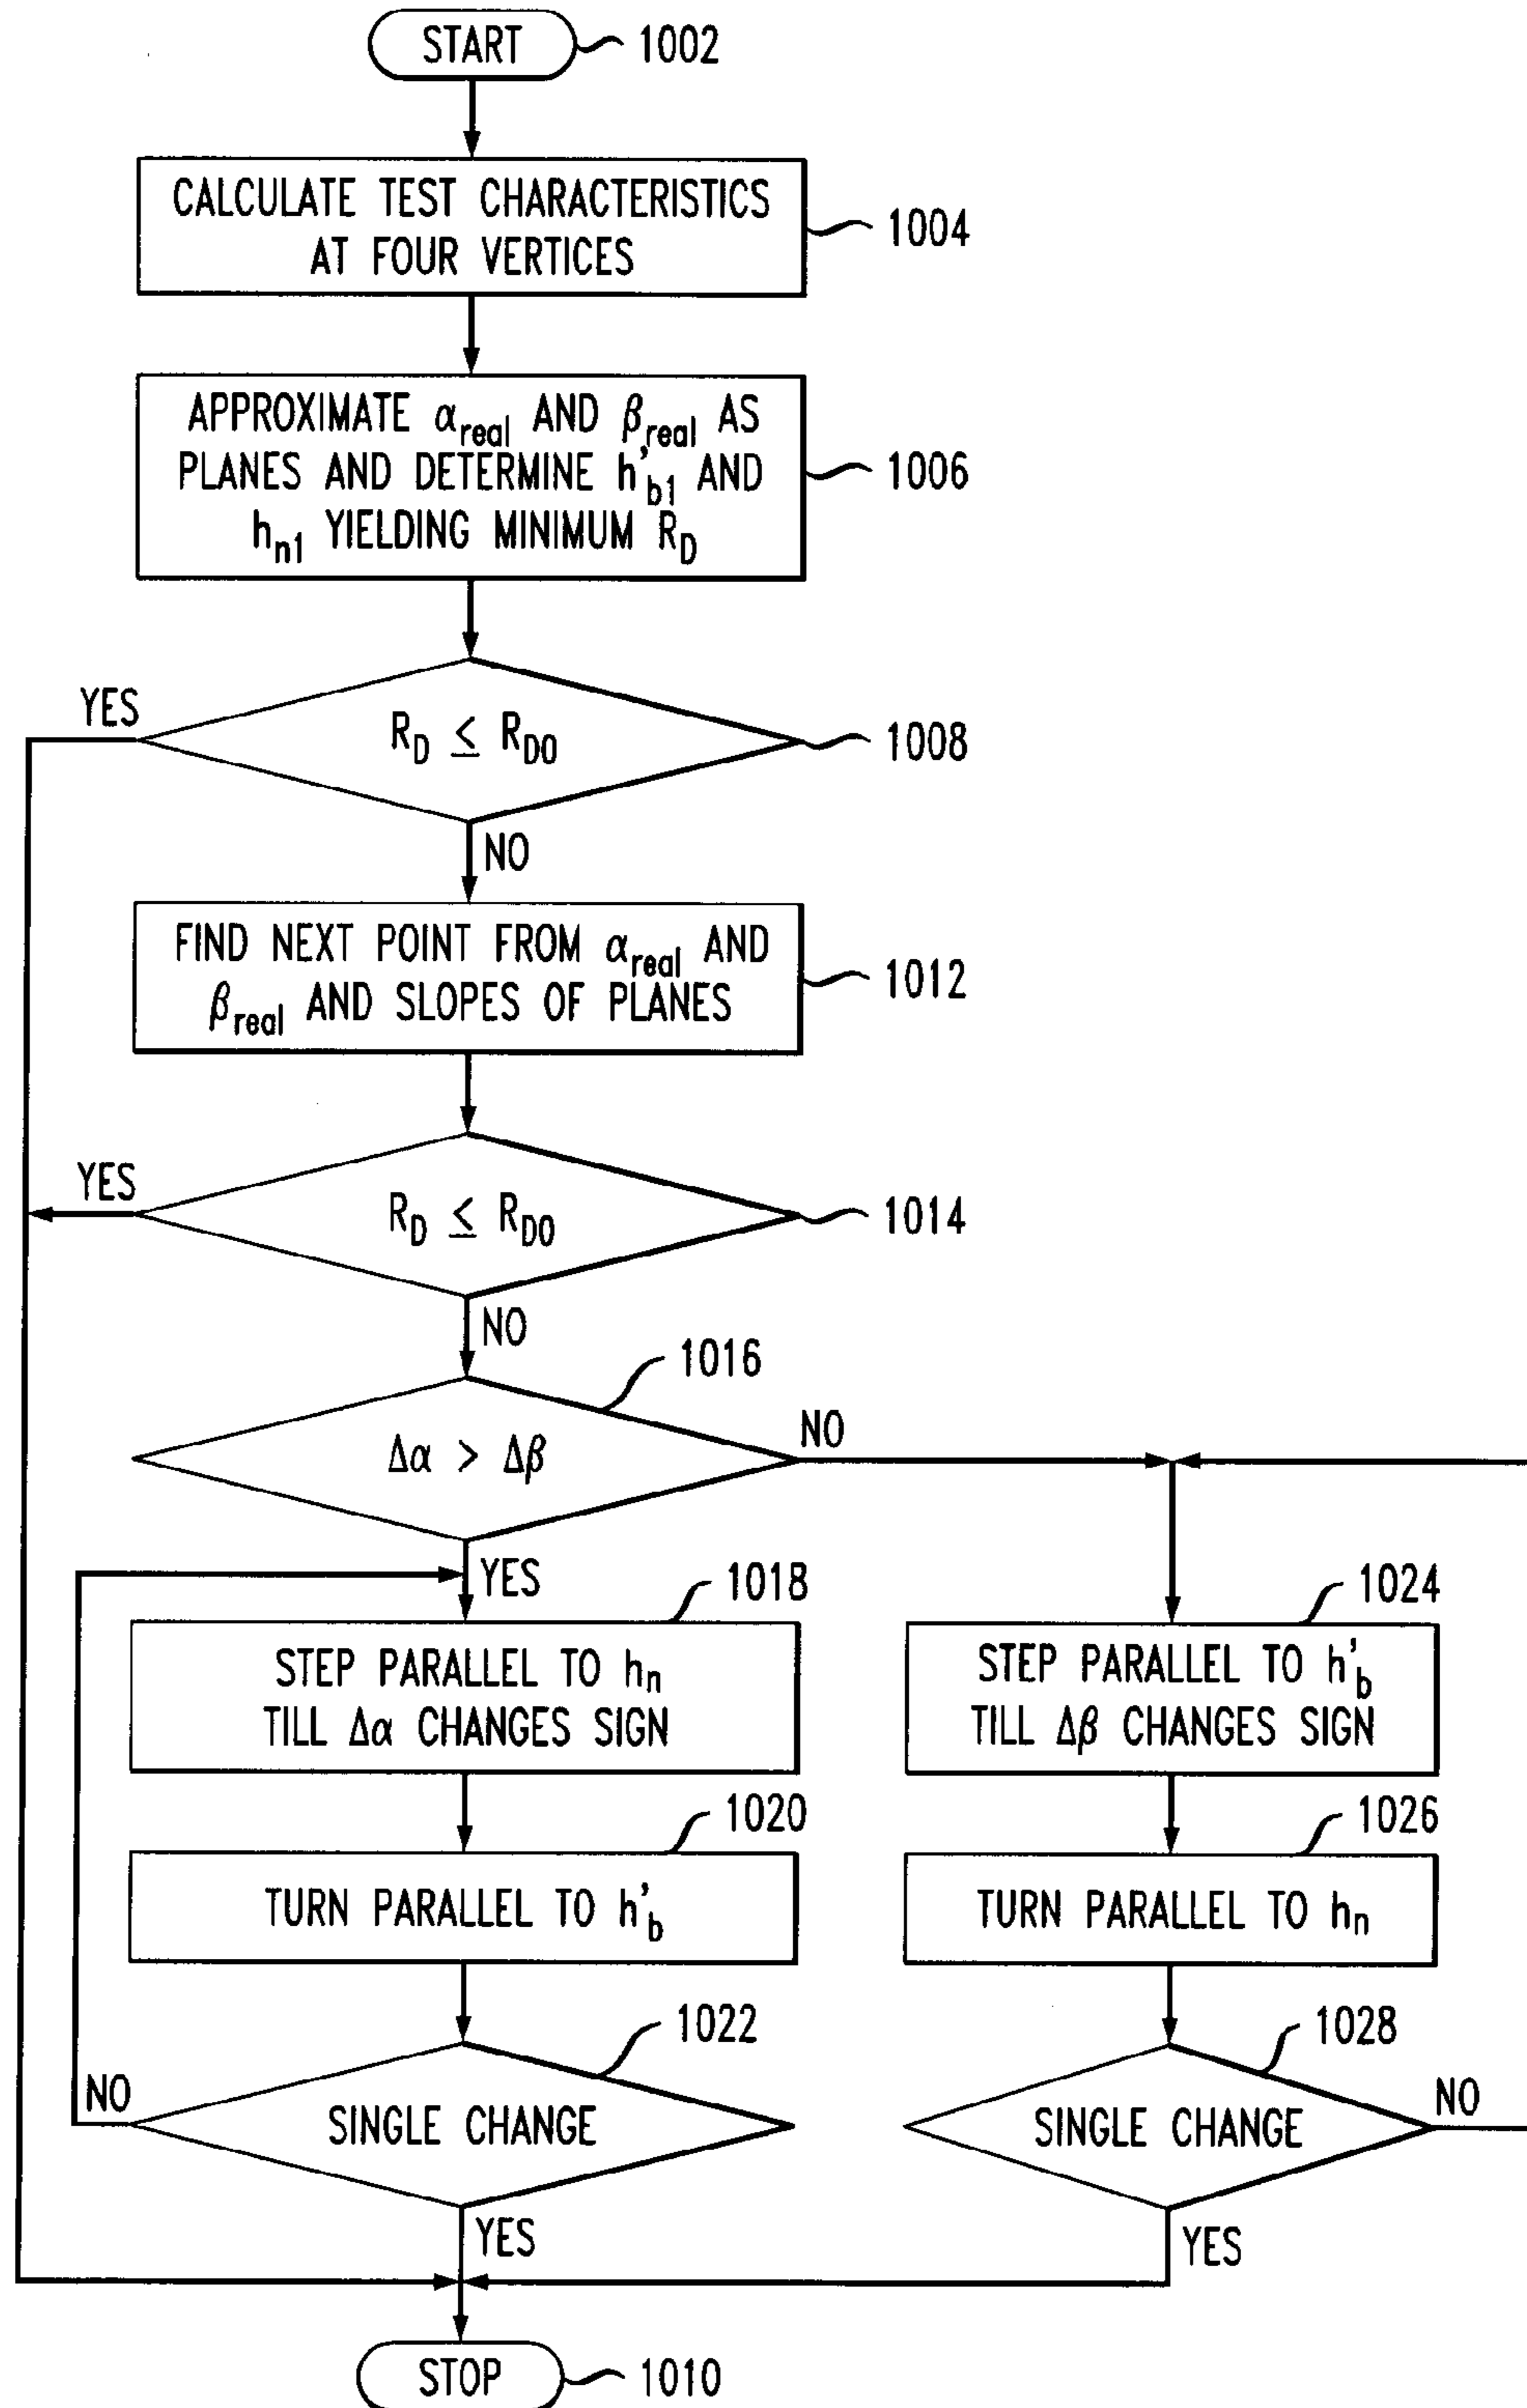 START
1002
CALCULATE TEST CHARACTERISTICS
AT FOUR VERTICES
1004
APPROXIMATE α_real AND β_real AS
PLANES AND DETERMINE h'_b1 AND
h_n1 YIELDING MINIMUM R_D
1006
YES
R_D ≤ R_D0
1008
NO
FIND NEXT POINT FROM α_real AND
β_real AND SLOPES OF PLANES
1012
YES
R_D ≤ R_D0
1014
NO
1016
Δα > Δβ
NO
YES
1018
STEP PARALLEL TO h_n
TILL Δα CHANGES SIGN
1024
STEP PARALLEL TO h'_b
TILL Δβ CHANGES SIGN
1020
TURN PARALLEL TO h'_b
1026
TURN PARALLEL TO h_n
1022
NO
SINGLE CHANGE
YES
1028
SINGLE CHANGE
NO
YES
STOP
1010